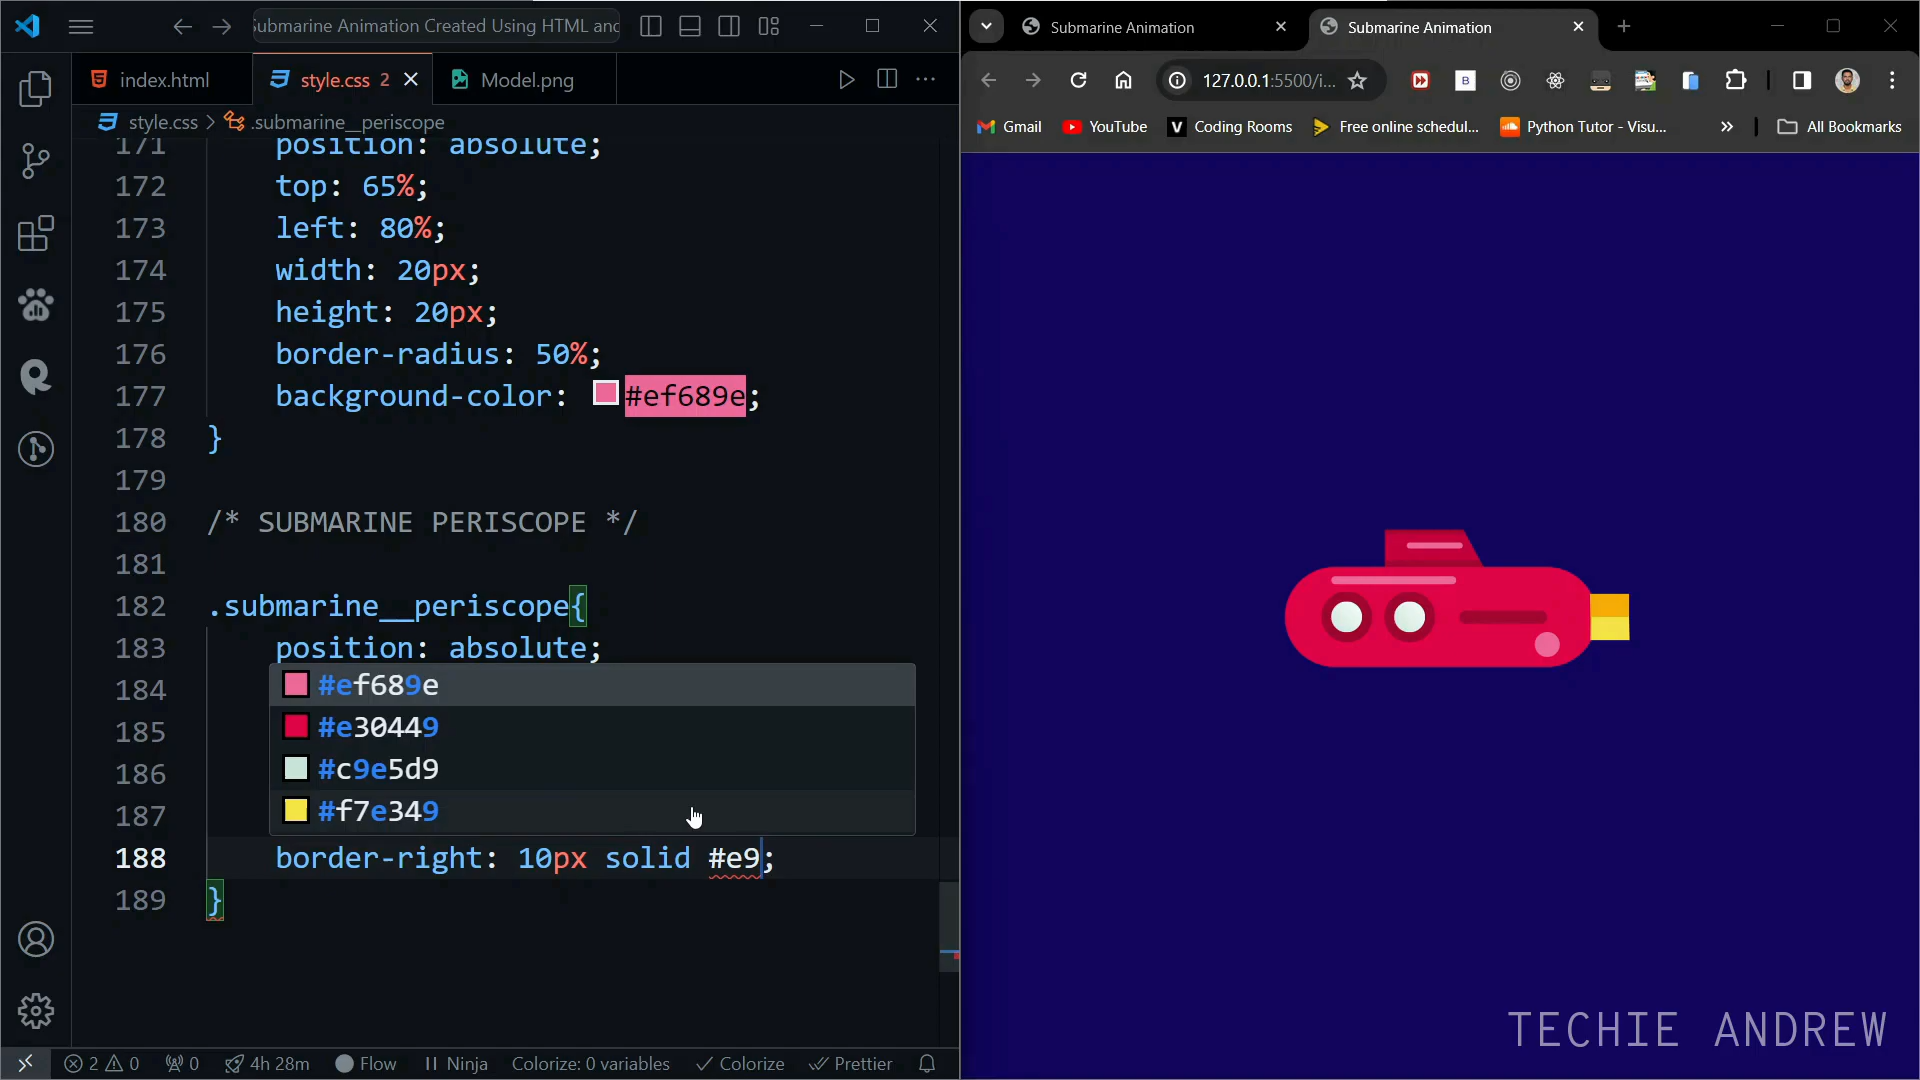 Submarine Animation Created Using HTML and
index.html
style.css 2
Model.png
style.css > .submarine__periscope
171 position: absolute;
172 top: 65%;
173 left: 80%;
174 width: 20px;
175 height: 20px;
176 border-radius: 50%;
177 background-color: #ef689e;
178 }
179
180 /* SUBMARINE PERISCOPE */
181
182 .submarine__periscope{
183 position: absolute;
184 #ef689e
185 #e30449
186 #c9e5d9
187 #f7e349
188 border-right: 10px solid #e9;
189 }
2 0 0 4h 28m Flow Ninja Colorize: 0 variables Colorize Prettier
Submarine Animation
Submarine Animation
127.0.0.1:5500/i...
Gmail YouTube Coding Rooms Free online schedul... Python Tutor - Visu... » All Bookmarks
TECHIE ANDREW